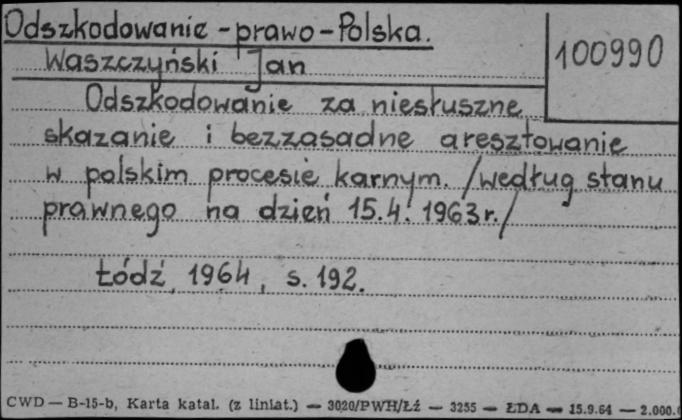 Odszkodowanie - prawo - Polska.
100990
Waszczyński Jan
Odszkodowanie za niesłuszne
skazanie i bezzasadne aresztowanie
w polskim procesie karnym. /według stanu
prawnego na dzień 15.4. 1963r./
Łódź, 1964, s. 192.
CWD — B-15-b, Karta katal. (z liniat.) — 3020/PWH/Łź — 3255 — ŁDA — 15.9.64 — 2.000.